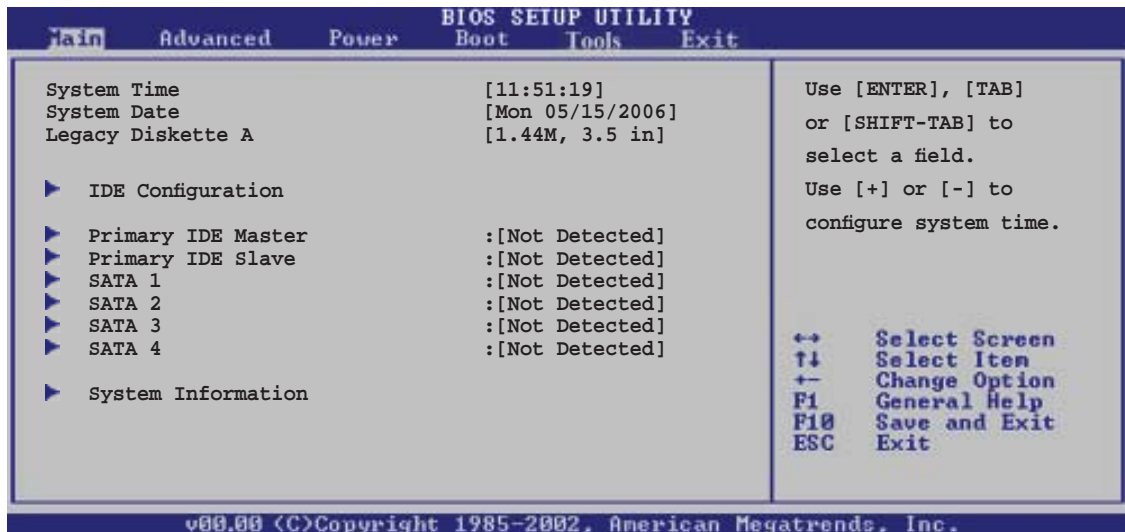 BIOS SETUP UTILITY
Main Advanced Power Boot Tools Exit
System Time [11:51:19]
System Date [Mon 05/15/2006]
Legacy Diskette A [1.44M, 3.5 in]
IDE Configuration
Primary IDE Master :[Not Detected]
Primary IDE Slave :[Not Detected]
SATA 1 :[Not Detected]
SATA 2 :[Not Detected]
SATA 3 :[Not Detected]
SATA 4 :[Not Detected]
System Information
Use [ENTER], [TAB]
or [SHIFT-TAB] to
select a field.
Use [+] or [-] to
configure system time.
↔ Select Screen
↑↓ Select Item
+- Change Option
F1 General Help
F10 Save and Exit
ESC Exit
v00.00 (C)Copyright 1985-2002, American Megatrends, Inc.